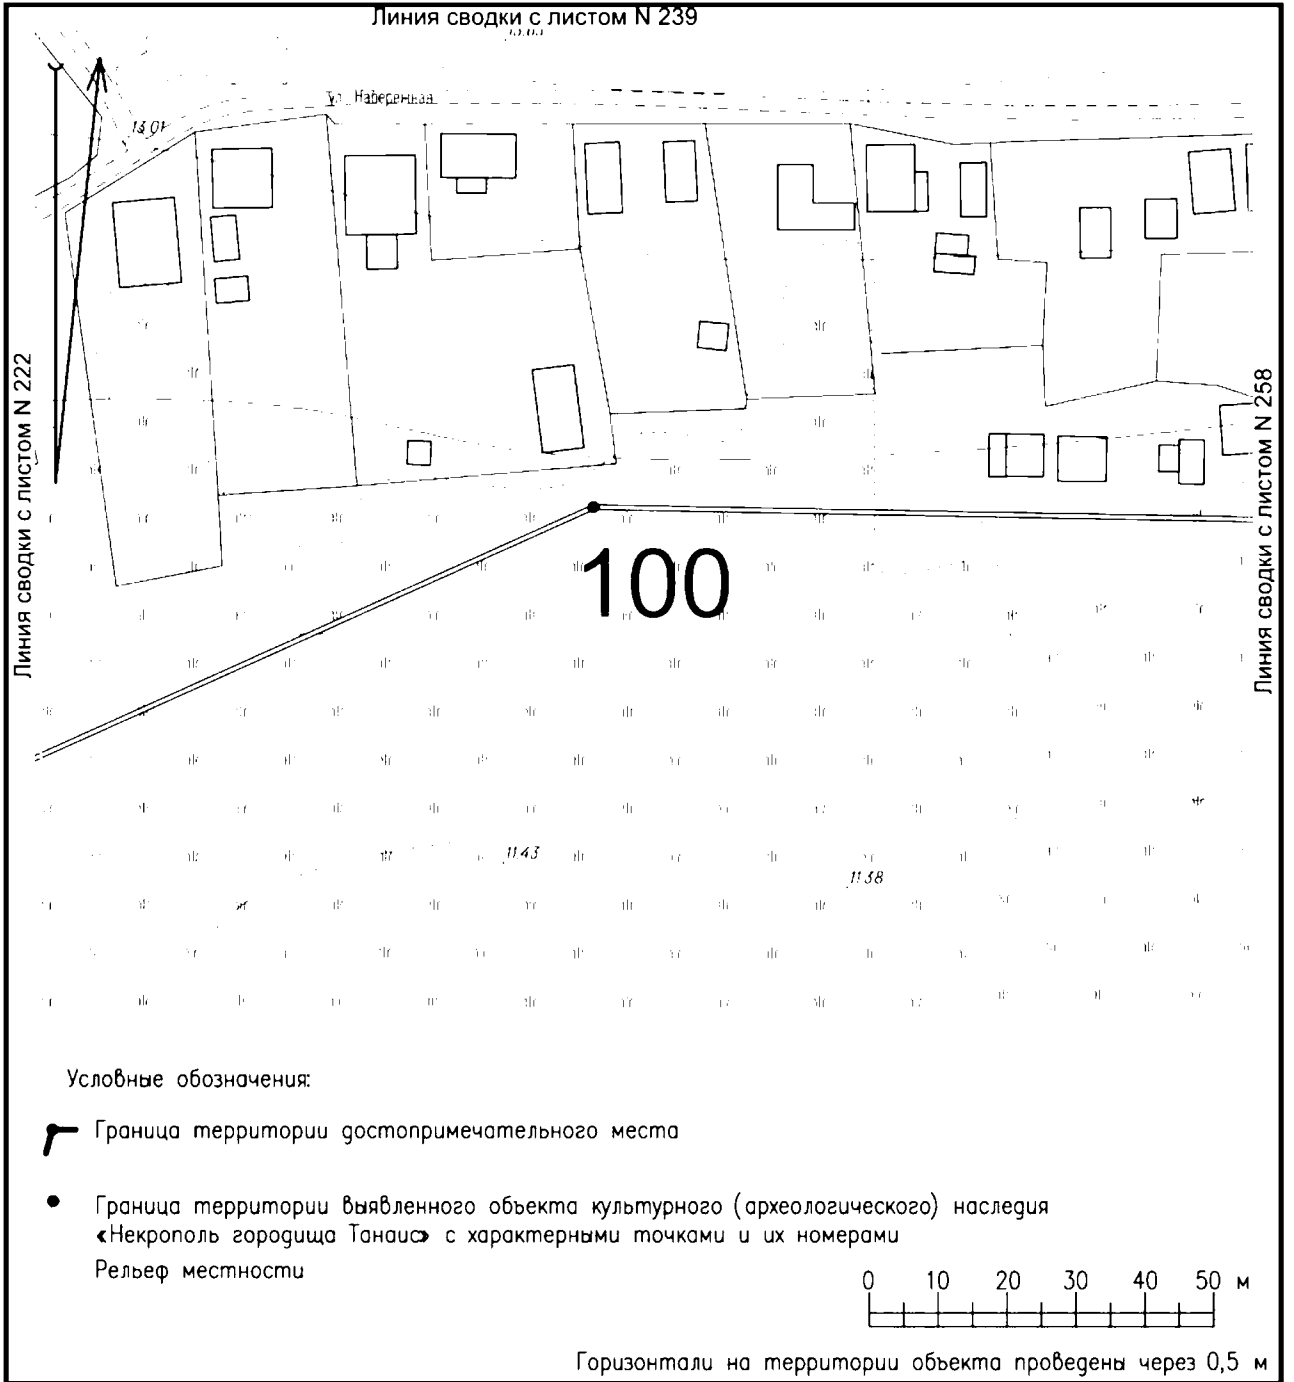 Линия сводки с листом N 239
ул. Набережная
13.01
Линия сводки с листом N 222
Линия сводки с листом N 258
100
11.43
11.38
Условные обозначения:
Граница территории достопримечательного места
Граница территории выявленного объекта культурного (археологического) наследия
«Некрополь городища Танаис» с характерными точками и их номерами
Рельеф местности
0 10 20 30 40 50 м
Горизонтали на территории объекта проведены через 0,5 м